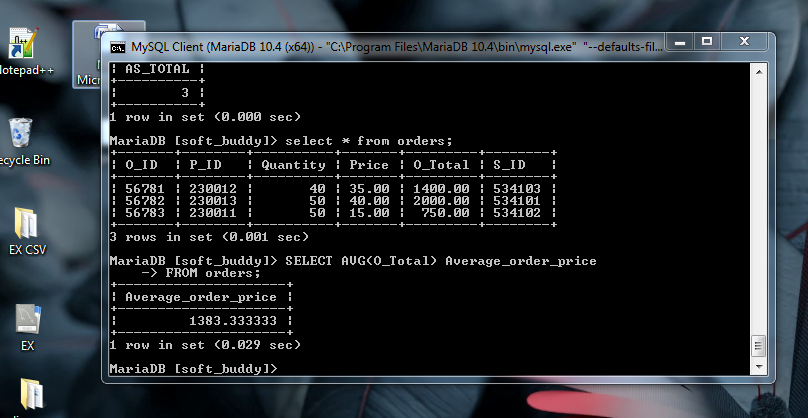 MySQL Client (MariaDB 10.4 (x64)) - "C:\Program Files\MariaDB 10.4\bin\mysql.exe" "--defaults-fil...
C:\.
| AS_TOTAL |
+----------+
|        3 |
+----------+
1 row in set (0.000 sec)
MariaDB [soft_buddy]> select * from orders;
+-------+--------+----------+-------+---------+--------+
| O_ID  | P_ID   | Quantity | Price | O_Total | S_ID   |
+-------+--------+----------+-------+---------+--------+
| 56781 | 230012 |       40 | 35.00 | 1400.00 | 534103 |
| 56782 | 230013 |       50 | 40.00 | 2000.00 | 534101 |
| 56783 | 230011 |       50 | 15.00 |  750.00 | 534102 |
+-------+--------+----------+-------+---------+--------+
3 rows in set (0.001 sec)
MariaDB [soft_buddy]> SELECT AVG(O_Total) Average_order_price
    -> FROM orders;
+---------------------+
| Average_order_price |
+---------------------+
|         1383.333333 |
+---------------------+
1 row in set (0.029 sec)
MariaDB [soft_buddy]>
otepad++
Micr
ecycle Bin
EX CSV
EX